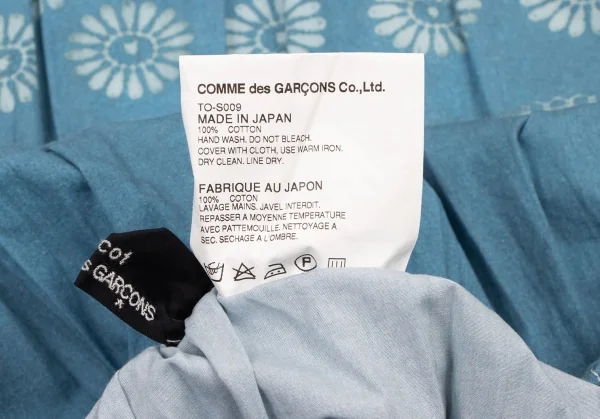 COMME des GARÇONS Co.,Ltd.
TO-S009
MADE IN JAPAN
100% COTTON
HAND WASH. DO NOT BLEACH.
COVER WITH CLOTH, USE WARM IRON.
DRY CLEAN. LINE DRY.
FABRIQUE AU JAPON
100% COTON
LAVAGE MAINS. JAVEL INTERDIT.
REPASSER A MOYENNE TEMPERATURE
AVEC PATTEMOUILLE. NETTOYAGE A
SEC. SECHAGE A L'OMBRE.
P
cot
s GARÇONS